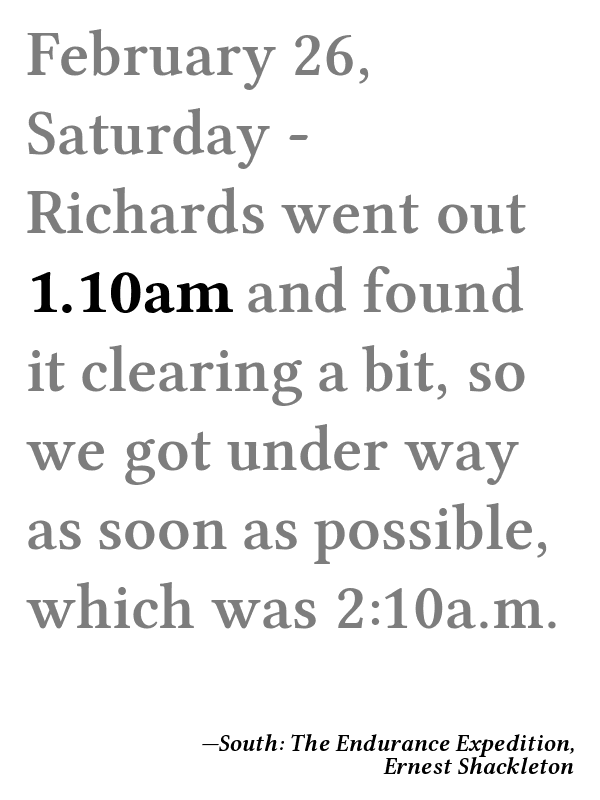 February 26,
Saturday -
Richards went out
1.10am and found
it clearing a bit, so
we got under way
as soon as possible,
which was 2:10a.m.
—South: The Endurance Expedition,
Ernest Shackleton